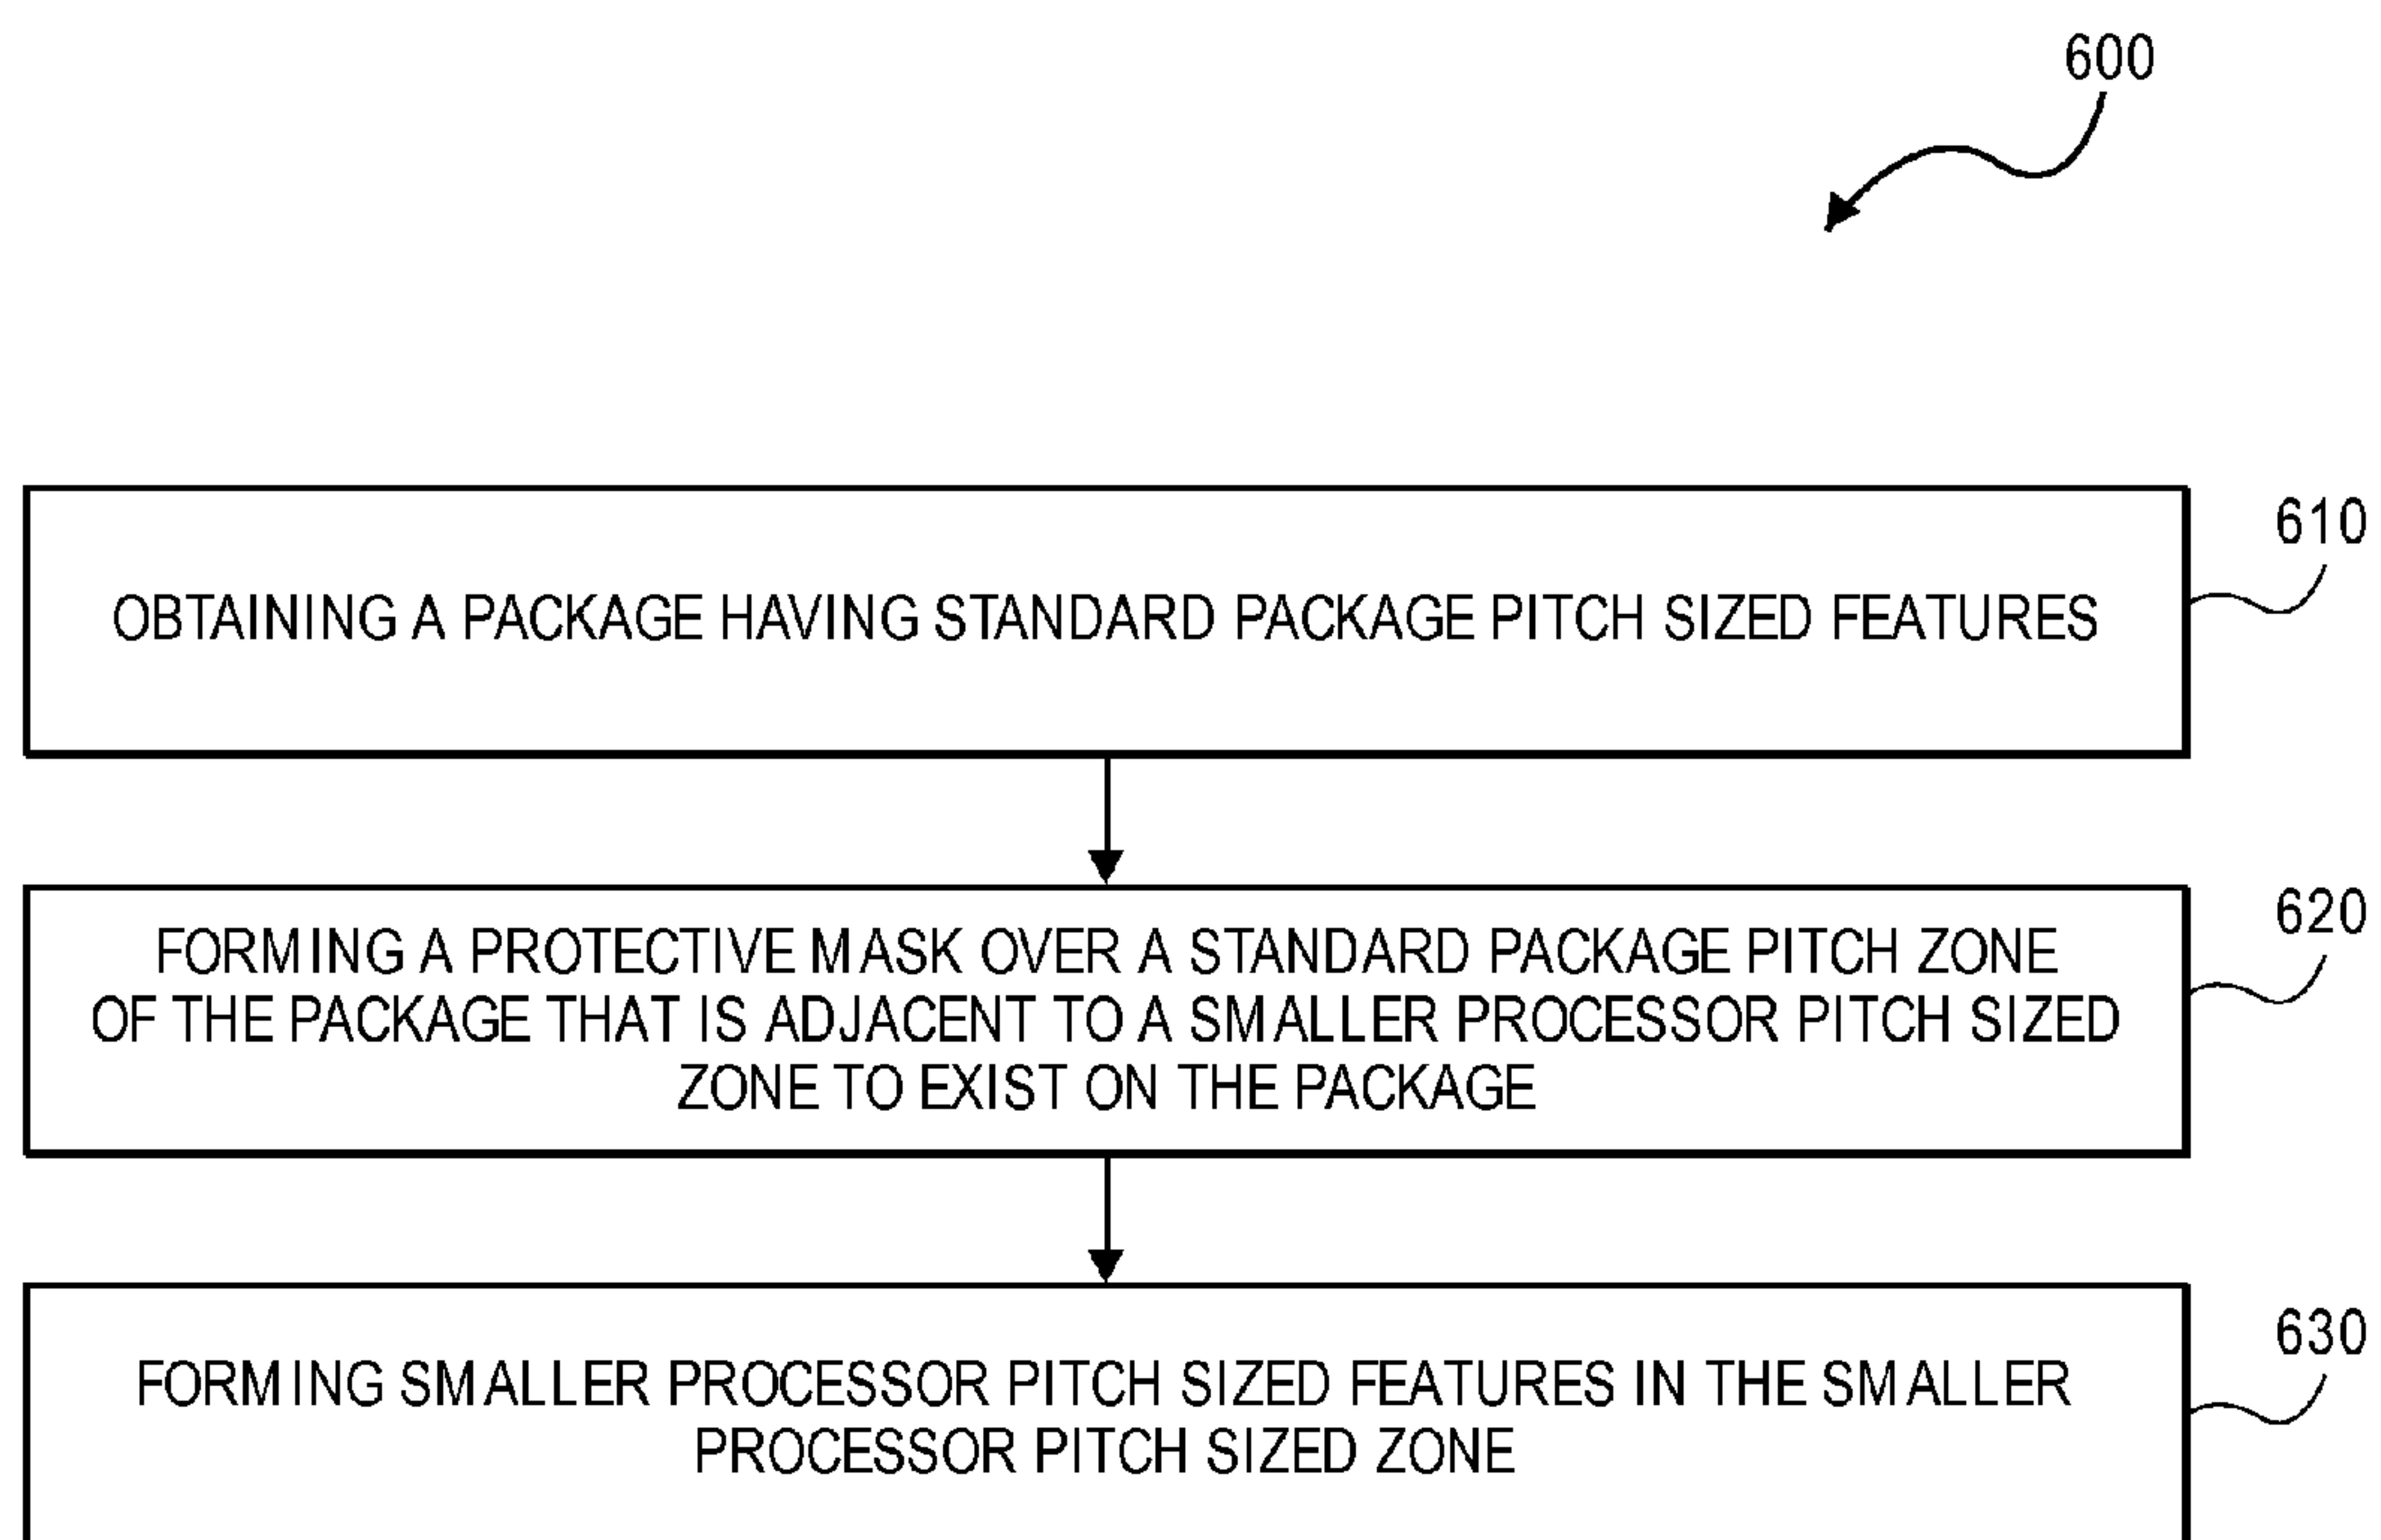 600
610
OBTAINING A PACKAGE HAVING STANDARD PACKAGE PITCH SIZED FEATURES
620
FORMING A PROTECTIVE MASK OVER A STANDARD PACKAGE PITCH ZONE
OF THE PACKAGE THAT IS ADJACENT TO A SMALLER PROCESSOR PITCH SIZED
ZONE TO EXIST ON THE PACKAGE
630
FORMING SMALLER PROCESSOR PITCH SIZED FEATURES IN THE SMALLER
PROCESSOR PITCH SIZED ZONE